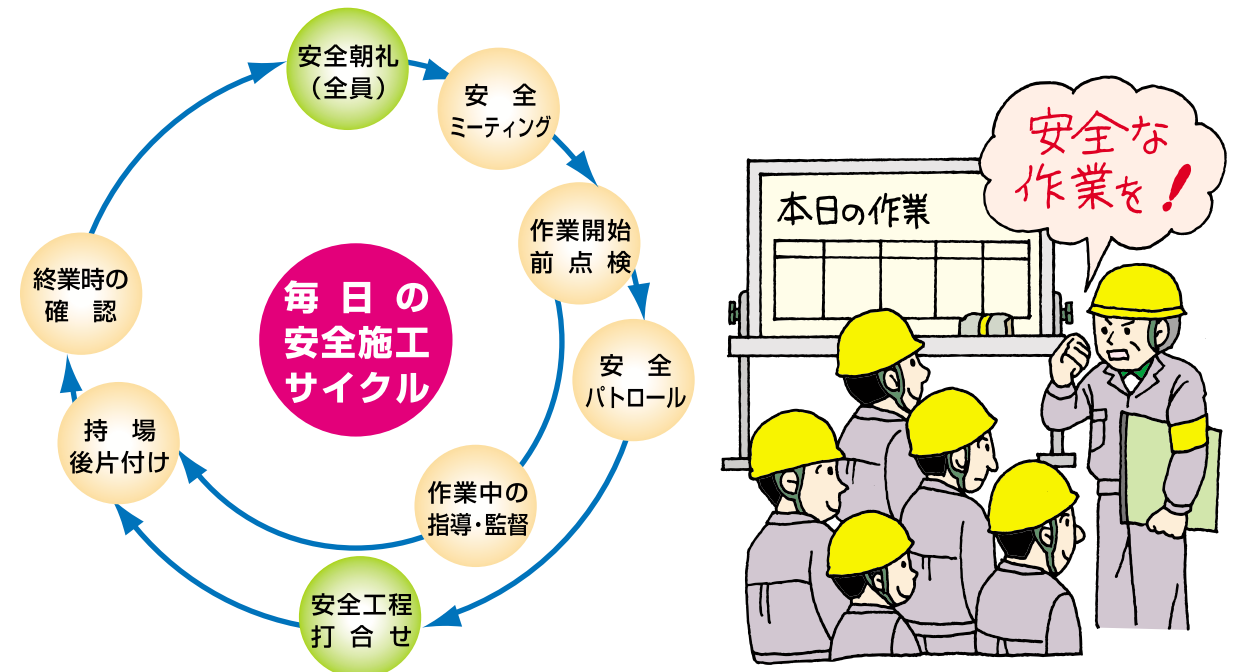 安全朝礼
（全員）
安　全
ミーティング
作業開始
前 点 検
安　全
パトロール
作業中の
指導・監督
安全工程
打 合 せ
持　場
後片付け
終業時の
確　認
毎 日 の
安全施工
サイクル
安全な
作業を!
本日の作業